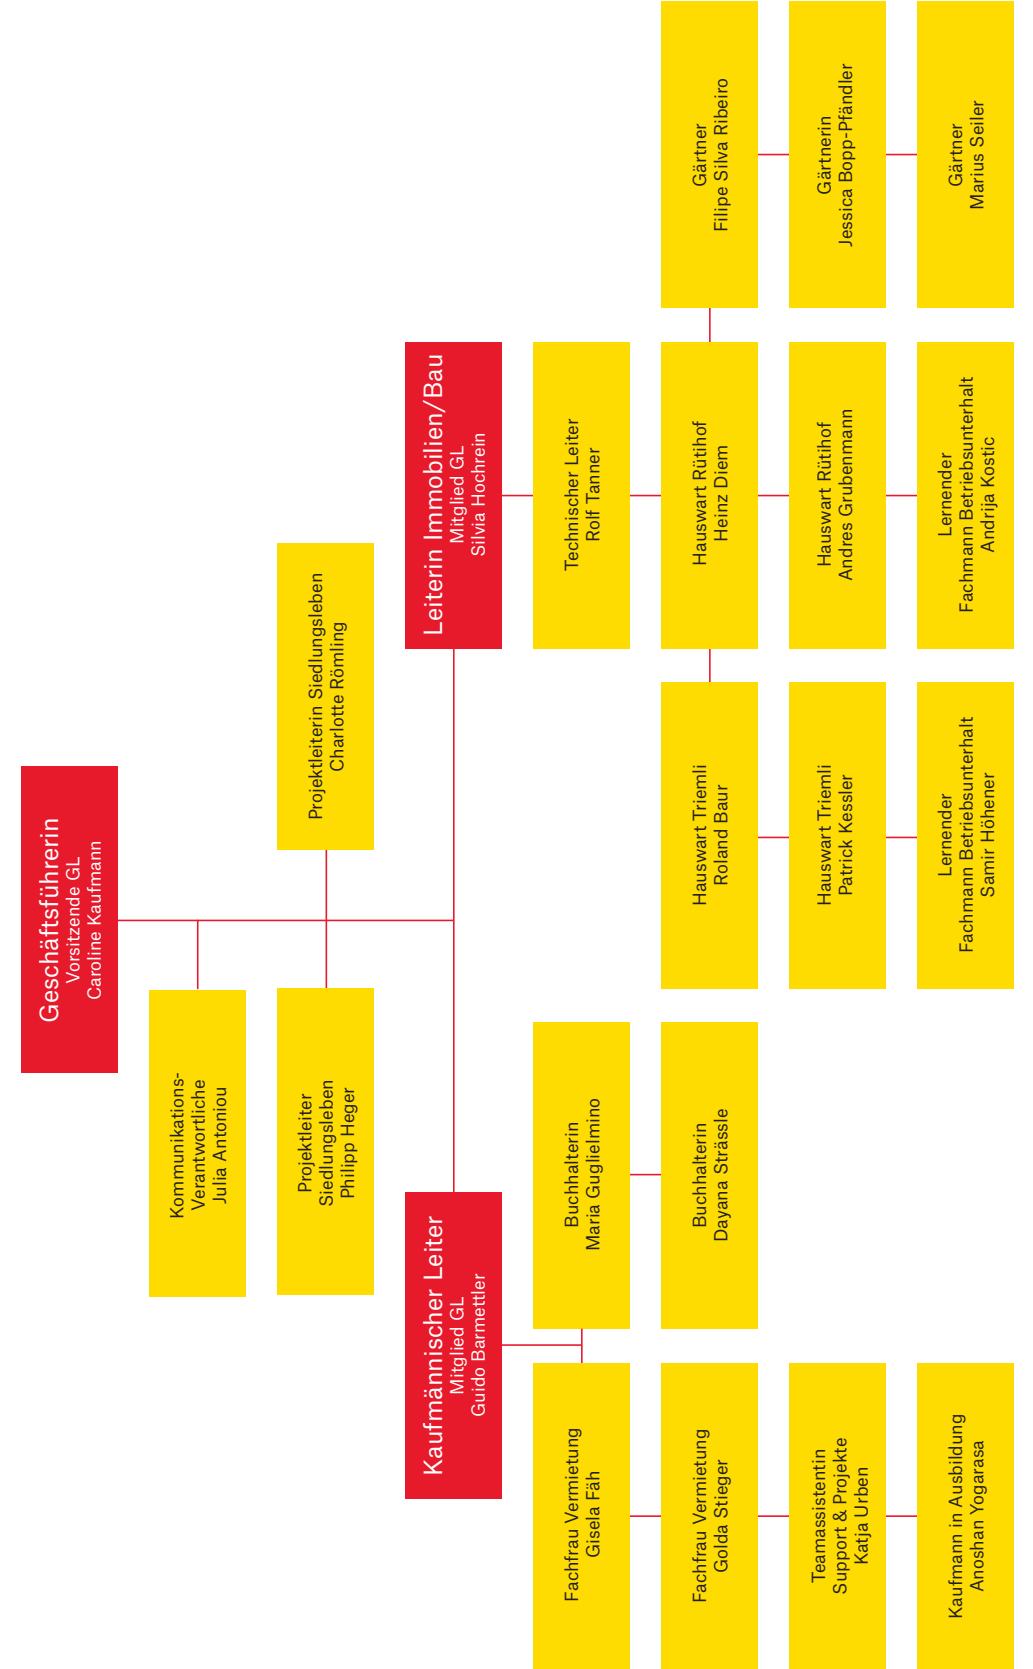 Geschäftsführerin
Vorsitzende GL
Caroline Kaufmann
Kommunikations-
Verantwortliche
Julia Antoniou
Projektleiter
Siedlungsleben
Philipp Heger
Projektleiterin Siedlungsleben
Charlotte Römling
Kaufmännischer Leiter
Mitglied GL
Guido Barmettler
Leiterin Immobilien/Bau
Mitglied GL
Silvia Hochrein
Fachfrau Vermietung
Gisela Fäh
Buchhalterin
Maria Guglielmino
Technischer Leiter
Rolf Tanner
Fachfrau Vermietung
Golda Stieger
Buchhalterin
Dayana Strässle
Hauswart Triemli
Roland Baur
Hauswart Rütihof
Heinz Diem
Gärtner
Filipe Silva Ribeiro
Teamassistentin
Support & Projekte
Katja Urben
Hauswart Triemli
Patrick Kessler
Hauswart Rütihof
Andres Grubenmann
Gärtnerin
Jessica Bopp-Pfändler
Kaufmann in Ausbildung
Anoshan Yogarasa
Lernender
Fachmann Betriebsunterhalt
Samir Höhener
Lernender
Fachmann Betriebsunterhalt
Andrija Kostic
Gärtner
Marius Seiler